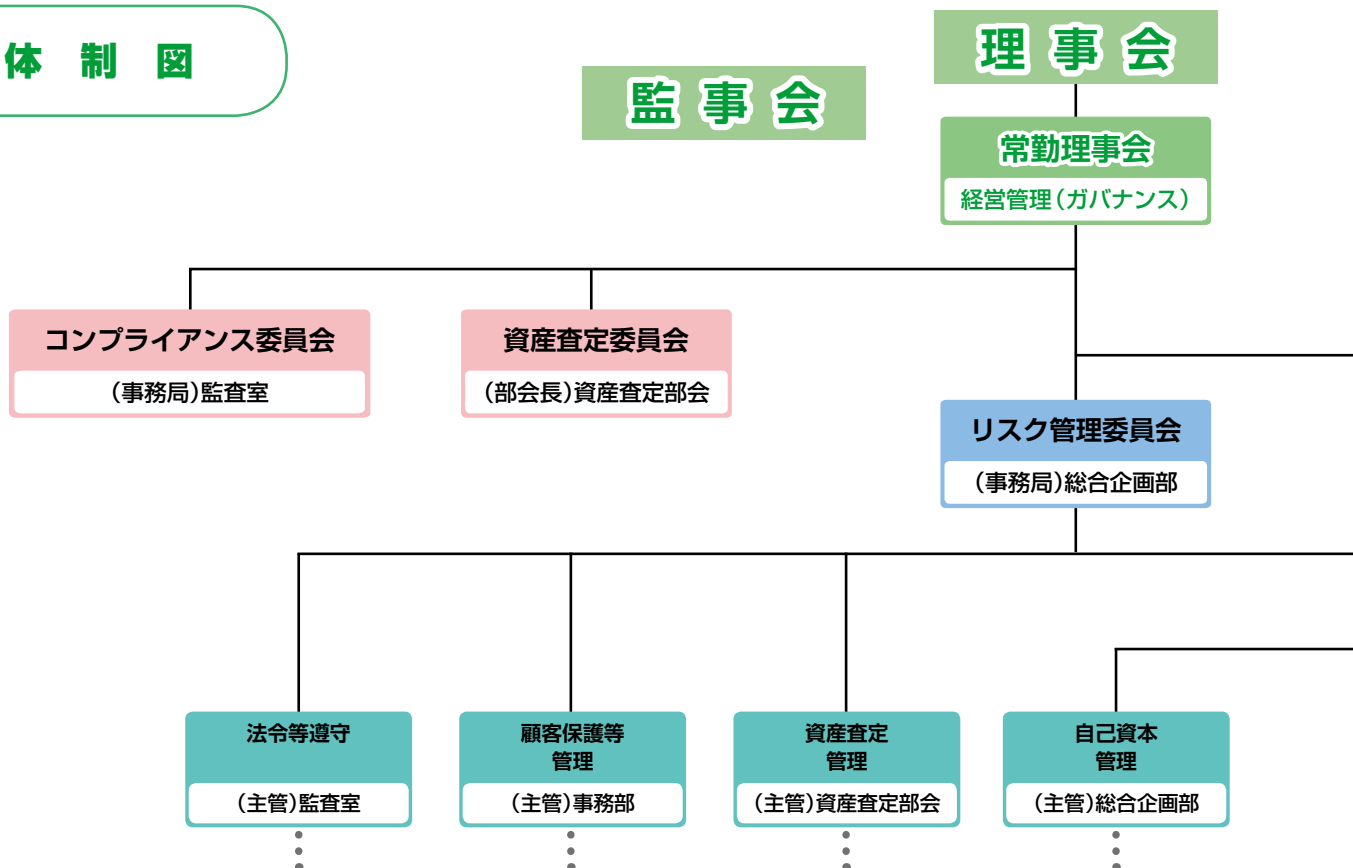 体制図
理事会
監事会
常勤理事会
経営管理(ガバナンス)
コンプライアンス委員会
(事務局)監査室
資産査定委員会
(部会長)資産査定部会
リスク管理委員会
(事務局)総合企画部
法令等遵守
(主管)監査室
顧客保護等
管理
(主管)事務部
資産査定
管理
(主管)資産査定部会
自己資本
管理
(主管)総合企画部